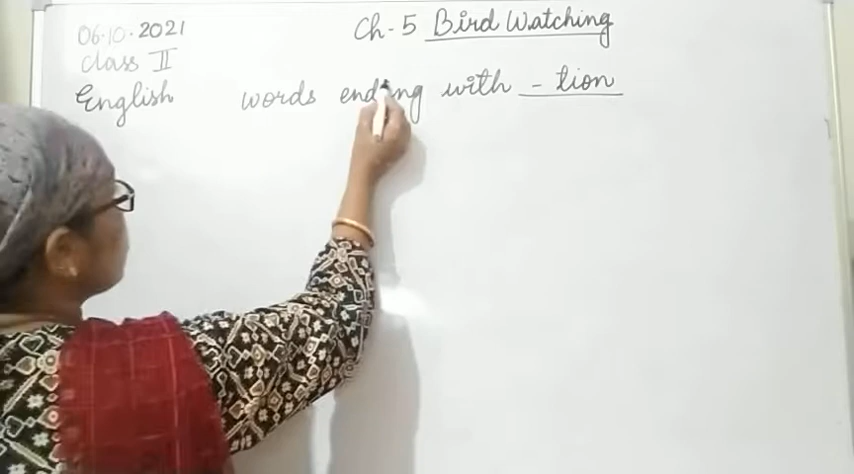 06.10.2021
Ch- 5 Bird Watching
Class II
English
words ending with - tion